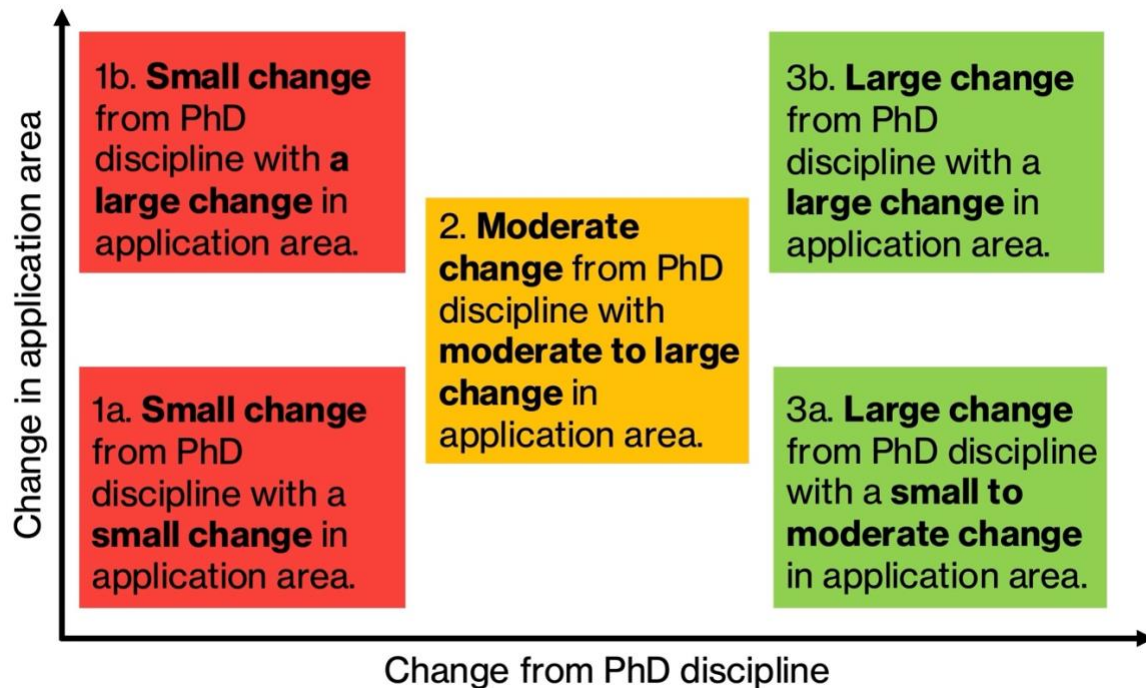 Change in application area
1b. Small change
from PhD
discipline with a
large change in
application area.
3b. Large change
from PhD
discipline with a
large change in
application area.
2. Moderate
change from PhD
discipline with
moderate to large
change in
application area.
1a. Small change
from PhD
discipline with a
small change in
application area.
3a. Large change
from PhD discipline
with a small to
moderate change
in application area.
Change from PhD discipline